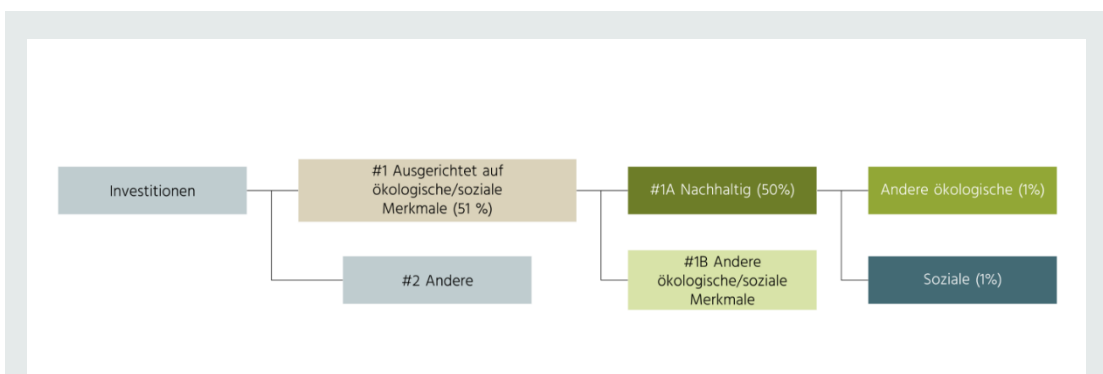 Investitionen
#1 Ausgerichtet auf
ökologische/soziale
Merkmale (51 %)
#2 Andere
#1A Nachhaltig (50%)
#1B Andere
ökologische/soziale
Merkmale
Andere ökologische (1%)
Soziale (1%)